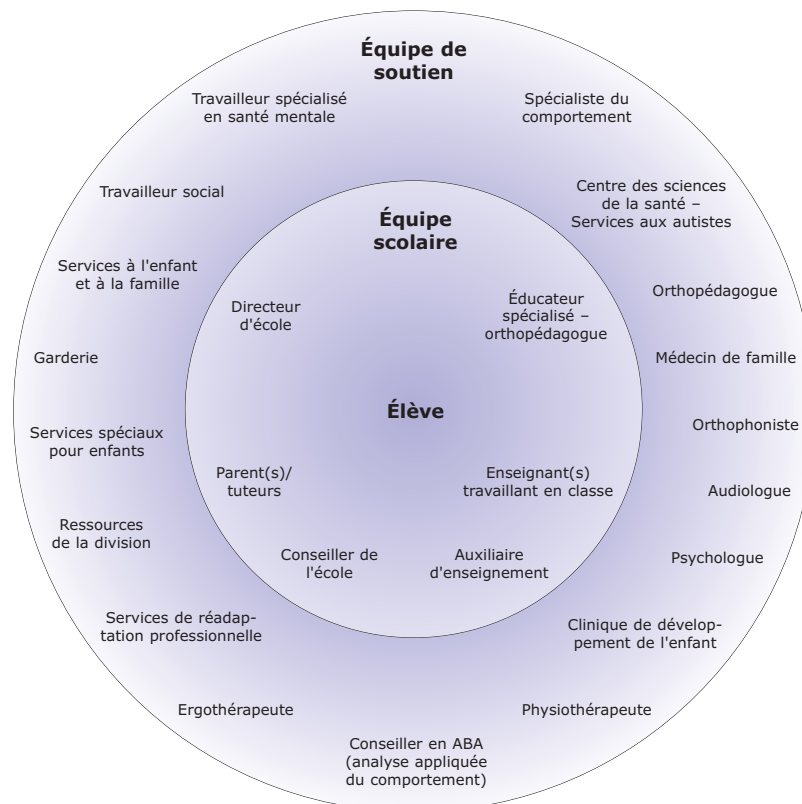 Équipe de
soutien
Travailleur spécialisé
en santé mentale
Spécialiste du
comportement
Travailleur social
Centre des sciences
de la santé –
Services aux autistes
Équipe
scolaire
Services à l'enfant
et à la famille
Orthopédagogue
Directeur
d'école
Éducateur
spécialisé –
orthopédagogue
Garderie
Médecin de famille
Élève
Services spéciaux
pour enfants
Orthophoniste
Parent(s)/
tuteurs
Enseignant(s)
travaillant en classe
Audiologue
Ressources
de la division
Conseiller de
l'école
Auxiliaire
d'enseignement
Psychologue
Services de réadap-
tation professionnelle
Clinique de dévelop-
pement de l'enfant
Ergothérapeute
Physiothérapeute
Conseiller en ABA
(analyse appliquée
du comportement)